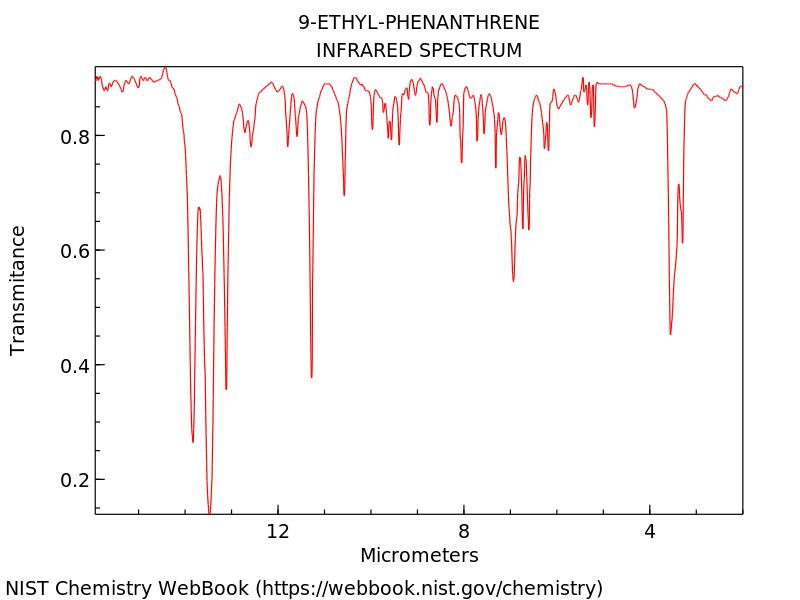 9-ETHYL-PHENANTHRENE
INFRARED SPECTRUM
0.8
0.6
0.4
0.2
Transmitance
12 8 4
Micrometers
NIST Chemistry WebBook (https://webbook.nist.gov/chemistry)